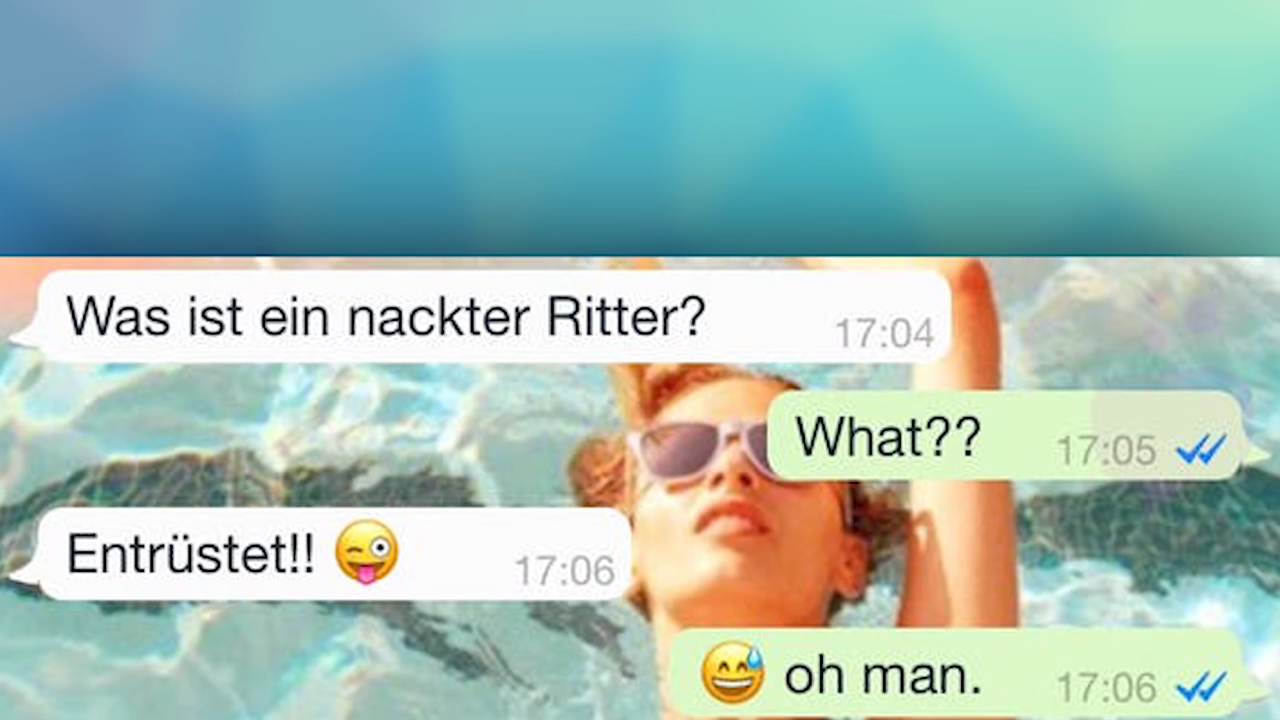 Was ist ein nackter Ritter? 17:04
What?? 17:05
Entrüstet!! 😜 17:06
😅 oh man. 17:06